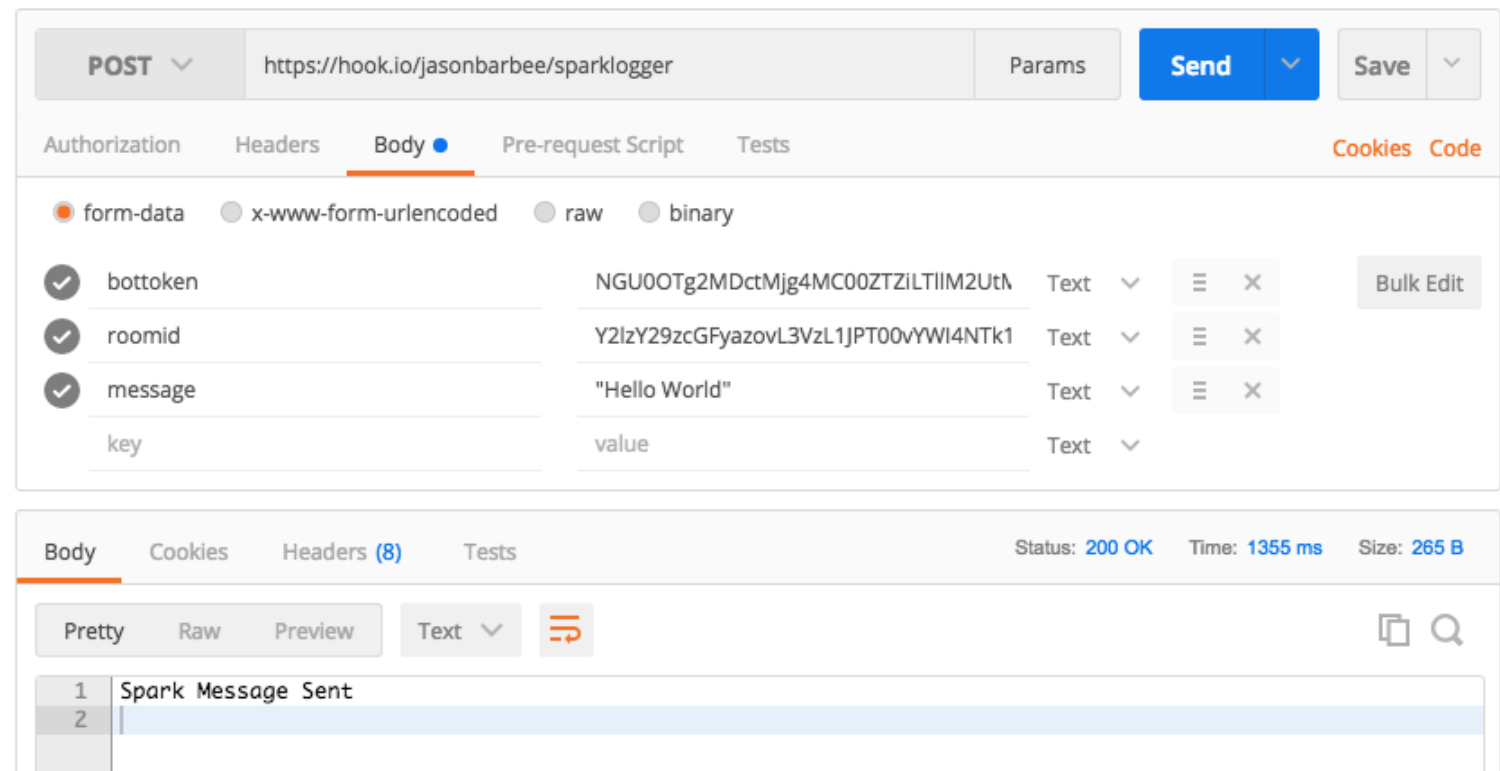 POST https://hook.io/jasonbarbee/sparklogger Params Send Save
Authorization Headers Body Pre-request Script Tests Cookies Code
form-data x-www-form-urlencoded raw binary
bottoken NGU0OTg2MDctMjg4MC00ZTZiLTllM2UtM Text Bulk Edit
roomid Y2lzY29zcGFyazovL3VzL1JPT00vYWI4NTk1 Text
message "Hello World" Text
key value Text
Body Cookies Headers (8) Tests Status: 200 OK Time: 1355 ms Size: 265 B
Pretty Raw Preview Text
1 Spark Message Sent
2